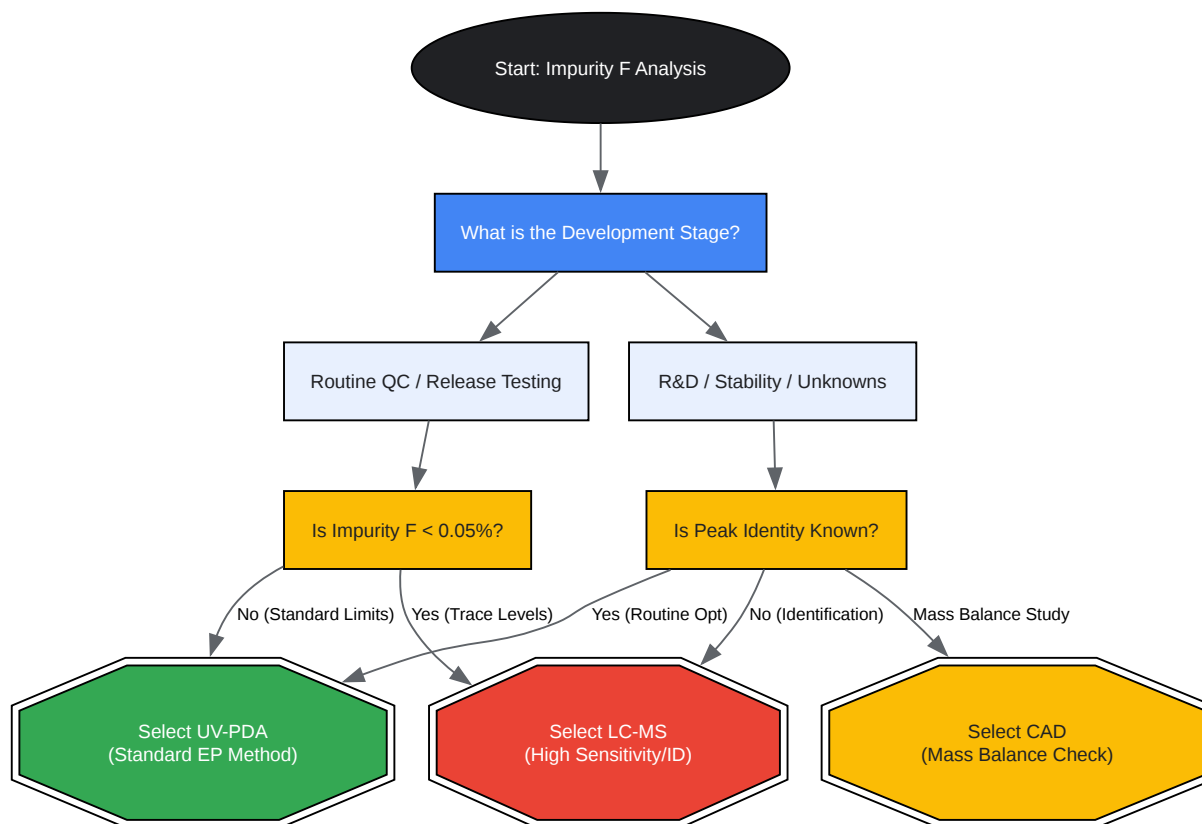 Start: Impurity F Analysis
What is the Development Stage?
Routine QC / Release Testing
R&D / Stability / Unknowns
Is Impurity F < 0.05%?
Is Peak Identity Known?
No (Standard Limits)
Yes (Trace Levels)
Yes (Routine Opt)
No (Identification)
Mass Balance Study
Select UV-PDA
(Standard EP Method)
Select LC-MS
(High Sensitivity/ID)
Select CAD
(Mass Balance Check)